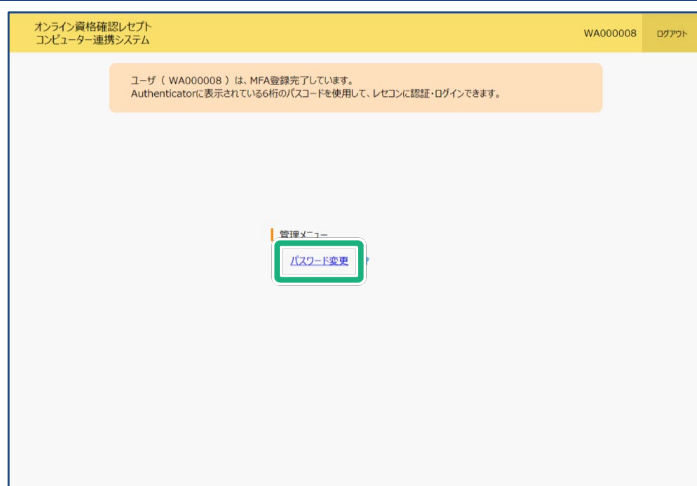 オンライン資格確認レセプト
コンピューター連携システム
WA000008
ログアウト
ユーザ（ WA000008 ）は、MFA登録完了しています。
Authenticatorに表示されている6桁のパスコードを使用して、レセコンに認証・ログインできます。
管理メニュー
パスワード変更